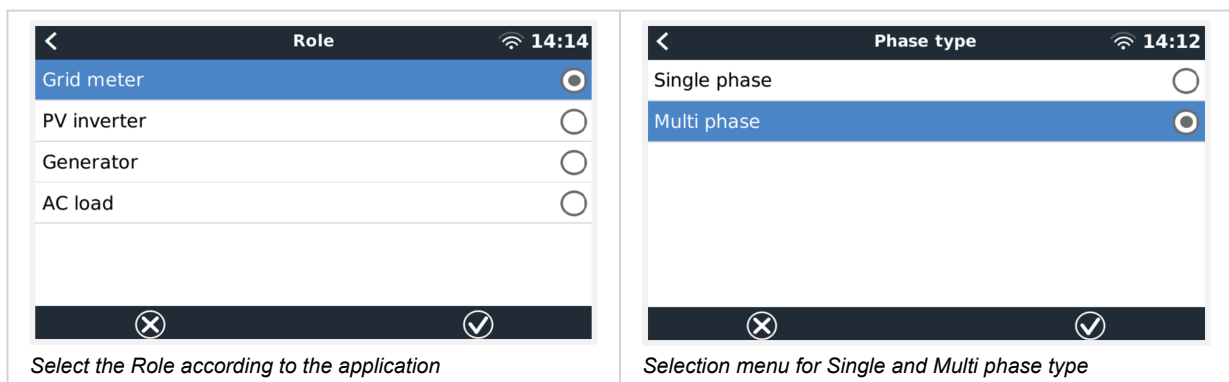 Role 14:14
Grid meter
PV inverter
Generator
AC load
Select the Role according to the application
Phase type 14:12
Single phase
Multi phase
Selection menu for Single and Multi phase type